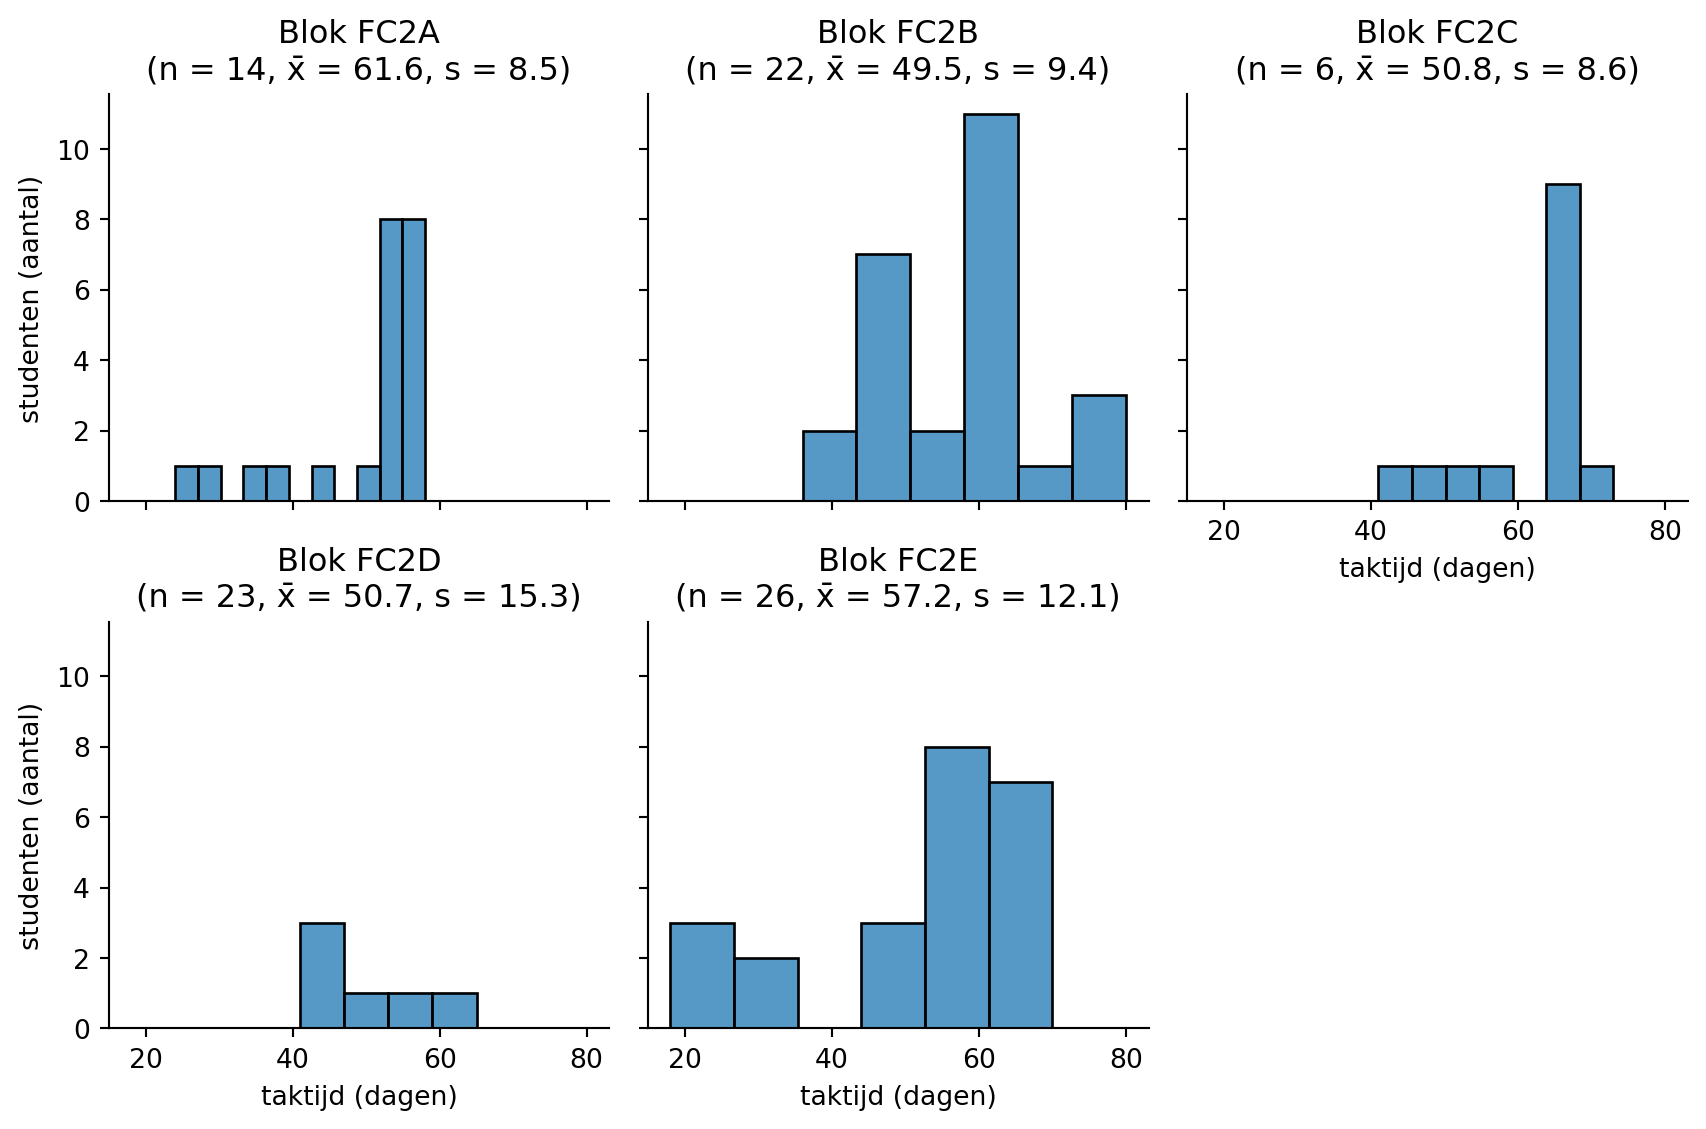 Blok FC2A
(n = 14, x̄ = 61.6, s = 8.5)
Blok FC2B
(n = 22, x̄ = 49.5, s = 9.4)
Blok FC2C
(n = 6, x̄ = 50.8, s = 8.6)
studenten (aantal)
10
8
6
4
2
0
20 40 60 80
taktijd (dagen)
Blok FC2D
(n = 23, x̄ = 50.7, s = 15.3)
Blok FC2E
(n = 26, x̄ = 57.2, s = 12.1)
studenten (aantal)
10
8
6
4
2
0
20 40 60 80
taktijd (dagen)
20 40 60 80
taktijd (dagen)